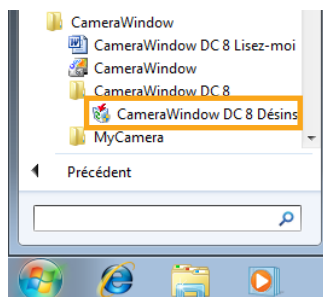 CameraWindow
CameraWindow DC 8 Lisez-moi
CameraWindow
CameraWindow DC 8
CameraWindow DC 8 Désins
MyCamera
Précédent